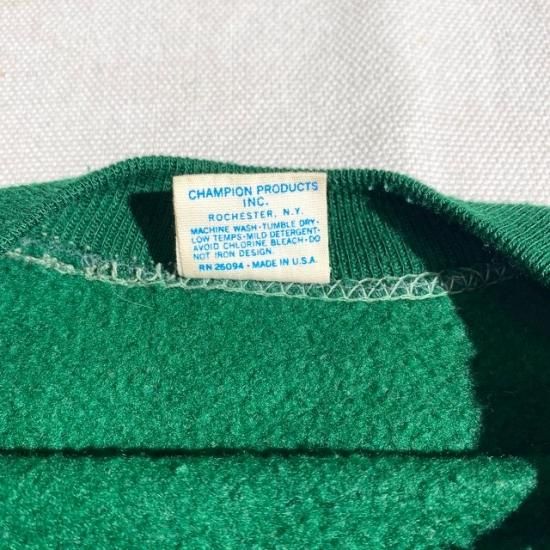 CHAMPION PRODUCTS
INC.
ROCHESTER, N.Y.
MACHINE WASH • TUMBLE DRY •
LOW TEMPS • MILD DETERGENT •
AVOID CHLORINE BLEACH • DO
NOT IRON DESIGN.
RN 26094 • MADE IN U.S.A.